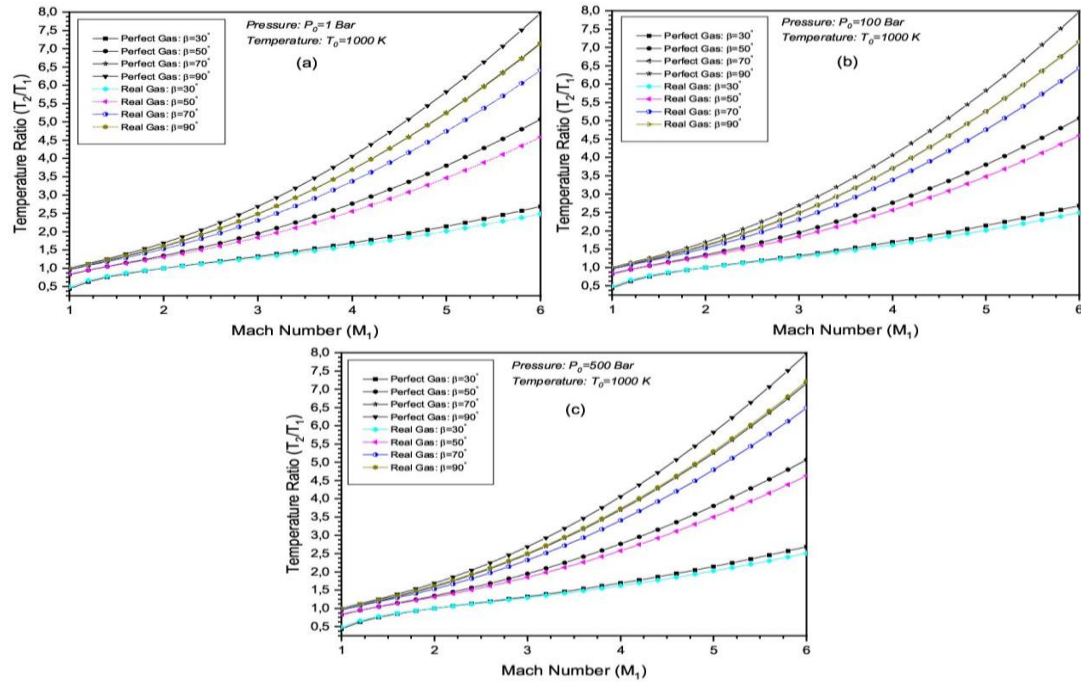 8,0
7,5
7,0
6,5
6,0
5,5
5,0
4,5
4,0
3,5
3,0
2,5
2,0
1,5
1,0
0,5
Temperature Ratio (T₂/T₁)
Pressure: P₀=1 Bar
Temperature: T₀=1000 K
(a)
Perfect Gas: β=30°
Perfect Gas: β=50°
Perfect Gas: β=70°
Perfect Gas: β=90°
Real Gas: β=30°
Real Gas: β=50°
Real Gas: β=70°
Real Gas: β=90°
1 2 3 4 5 6
Mach Number (M₁)
8,0
7,5
7,0
6,5
6,0
5,5
5,0
4,5
4,0
3,5
3,0
2,5
2,0
1,5
1,0
0,5
Temperature Ratio (T₂/T₁)
Pressure: P₀=100 Bar
Temperature: T₀=1000 K
(b)
Perfect Gas: β=30°
Perfect Gas: β=50°
Perfect Gas: β=70°
Perfect Gas: β=90°
Real Gas: β=30°
Real Gas: β=50°
Real Gas: β=70°
Real Gas: β=90°
1 2 3 4 5 6
Mach Number (M₁)
8,0
7,5
7,0
6,5
6,0
5,5
5,0
4,5
4,0
3,5
3,0
2,5
2,0
1,5
1,0
0,5
Temperature Ratio (T₂/T₁)
Pressure: P₀=500 Bar
Temperature: T₀=1000 K
(c)
Perfect Gas: β=30°
Perfect Gas: β=50°
Perfect Gas: β=70°
Perfect Gas: β=90°
Real Gas: β=30°
Real Gas: β=50°
Real Gas: β=70°
Real Gas: β=90°
1 2 3 4 5 6
Mach Number (M₁)